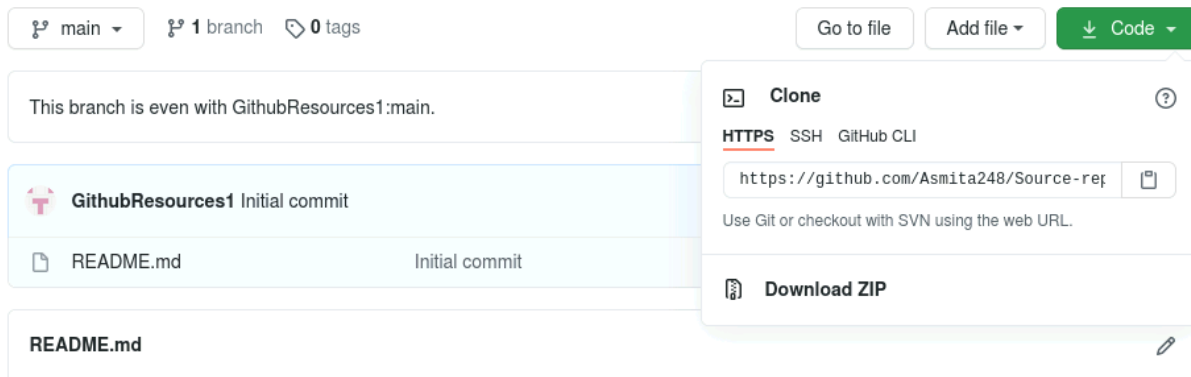 main 1 branch 0 tags Go to file Add file Code
This branch is even with GithubResources1:main.
Clone
HTTPS SSH GitHub CLI
https://github.com/Asmita248/Source-rep
Use Git or checkout with SVN using the web URL.
Download ZIP
GithubResources1 Initial commit
README.md Initial commit
README.md